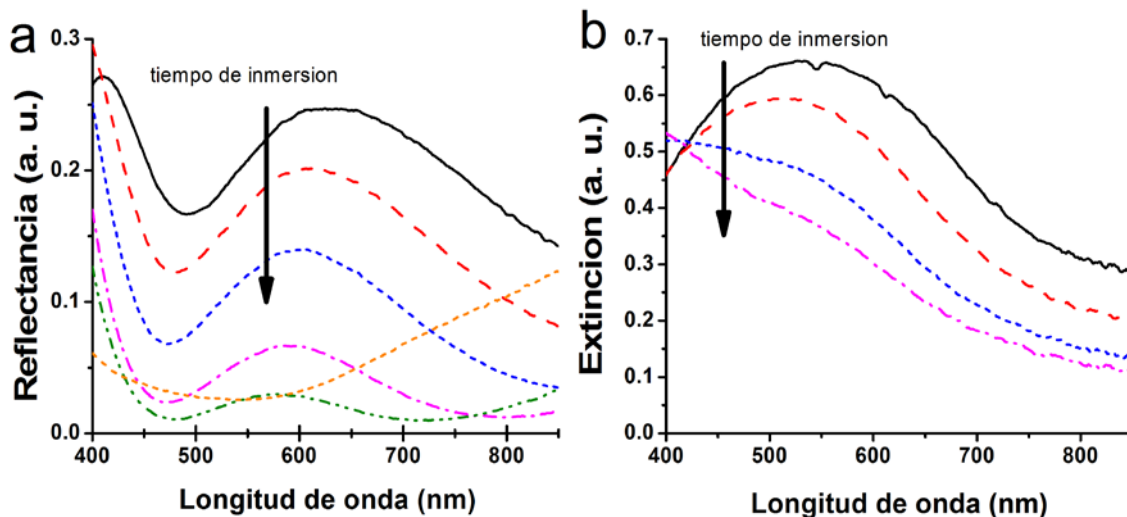 a
0.3
0.2
0.1
0.0
Reflectancia (a. u.)
tiempo de inmersion
400 500 600 700 800
Longitud de onda (nm)
b
0.7
0.6
0.5
0.4
0.3
0.2
0.1
0.0
Extincion (a. u.)
tiempo de inmersion
400 500 600 700 800
Longitud de onda (nm)